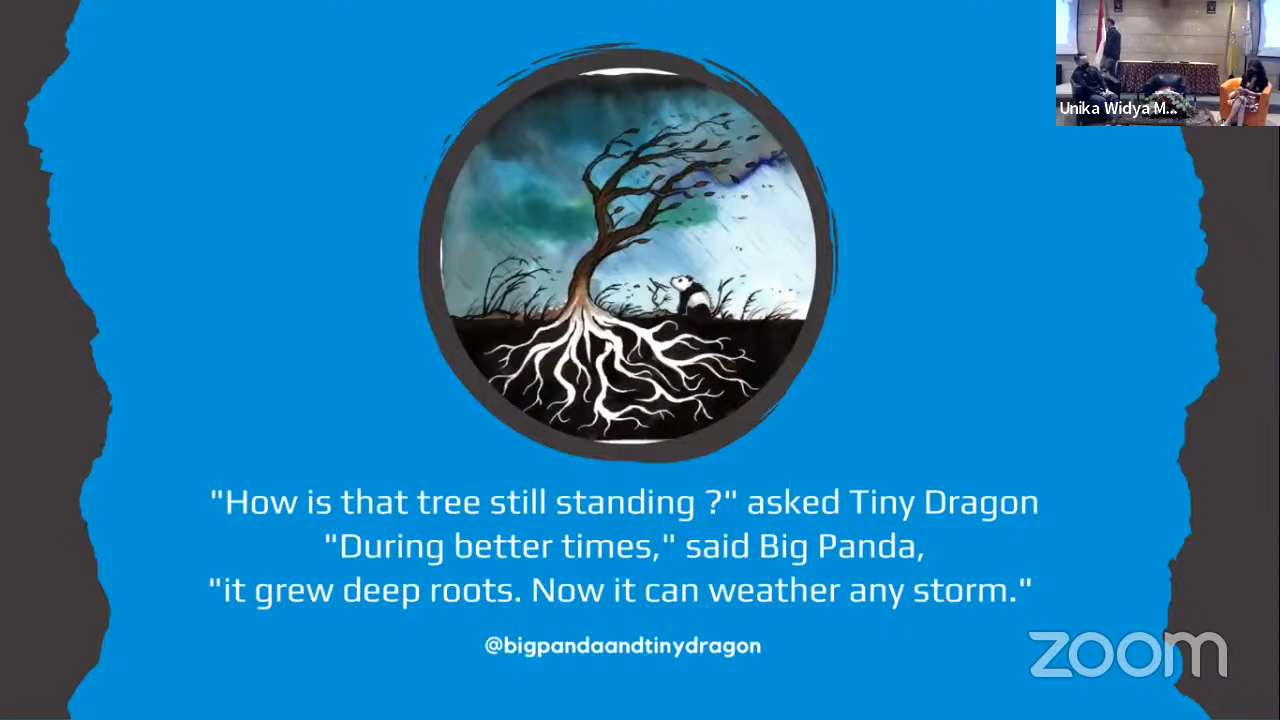 Unika Widya M...
"How is that tree still standing ?" asked Tiny Dragon
"During better times," said Big Panda,
"it grew deep roots. Now it can weather any storm."
@bigpandaandtinydragon
zoom